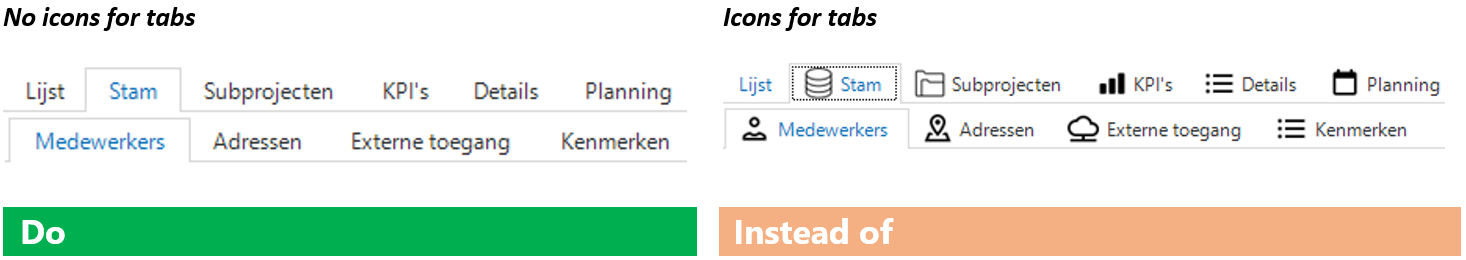 No icons for tabs
Lijst Stam Subprojecten KPI's Details Planning
Medewerkers Adressen Externe toegang Kenmerken
Do
Icons for tabs
Lijst Stam Subprojecten KPI's Details Planning
Medewerkers Adressen Externe toegang Kenmerken
Instead of